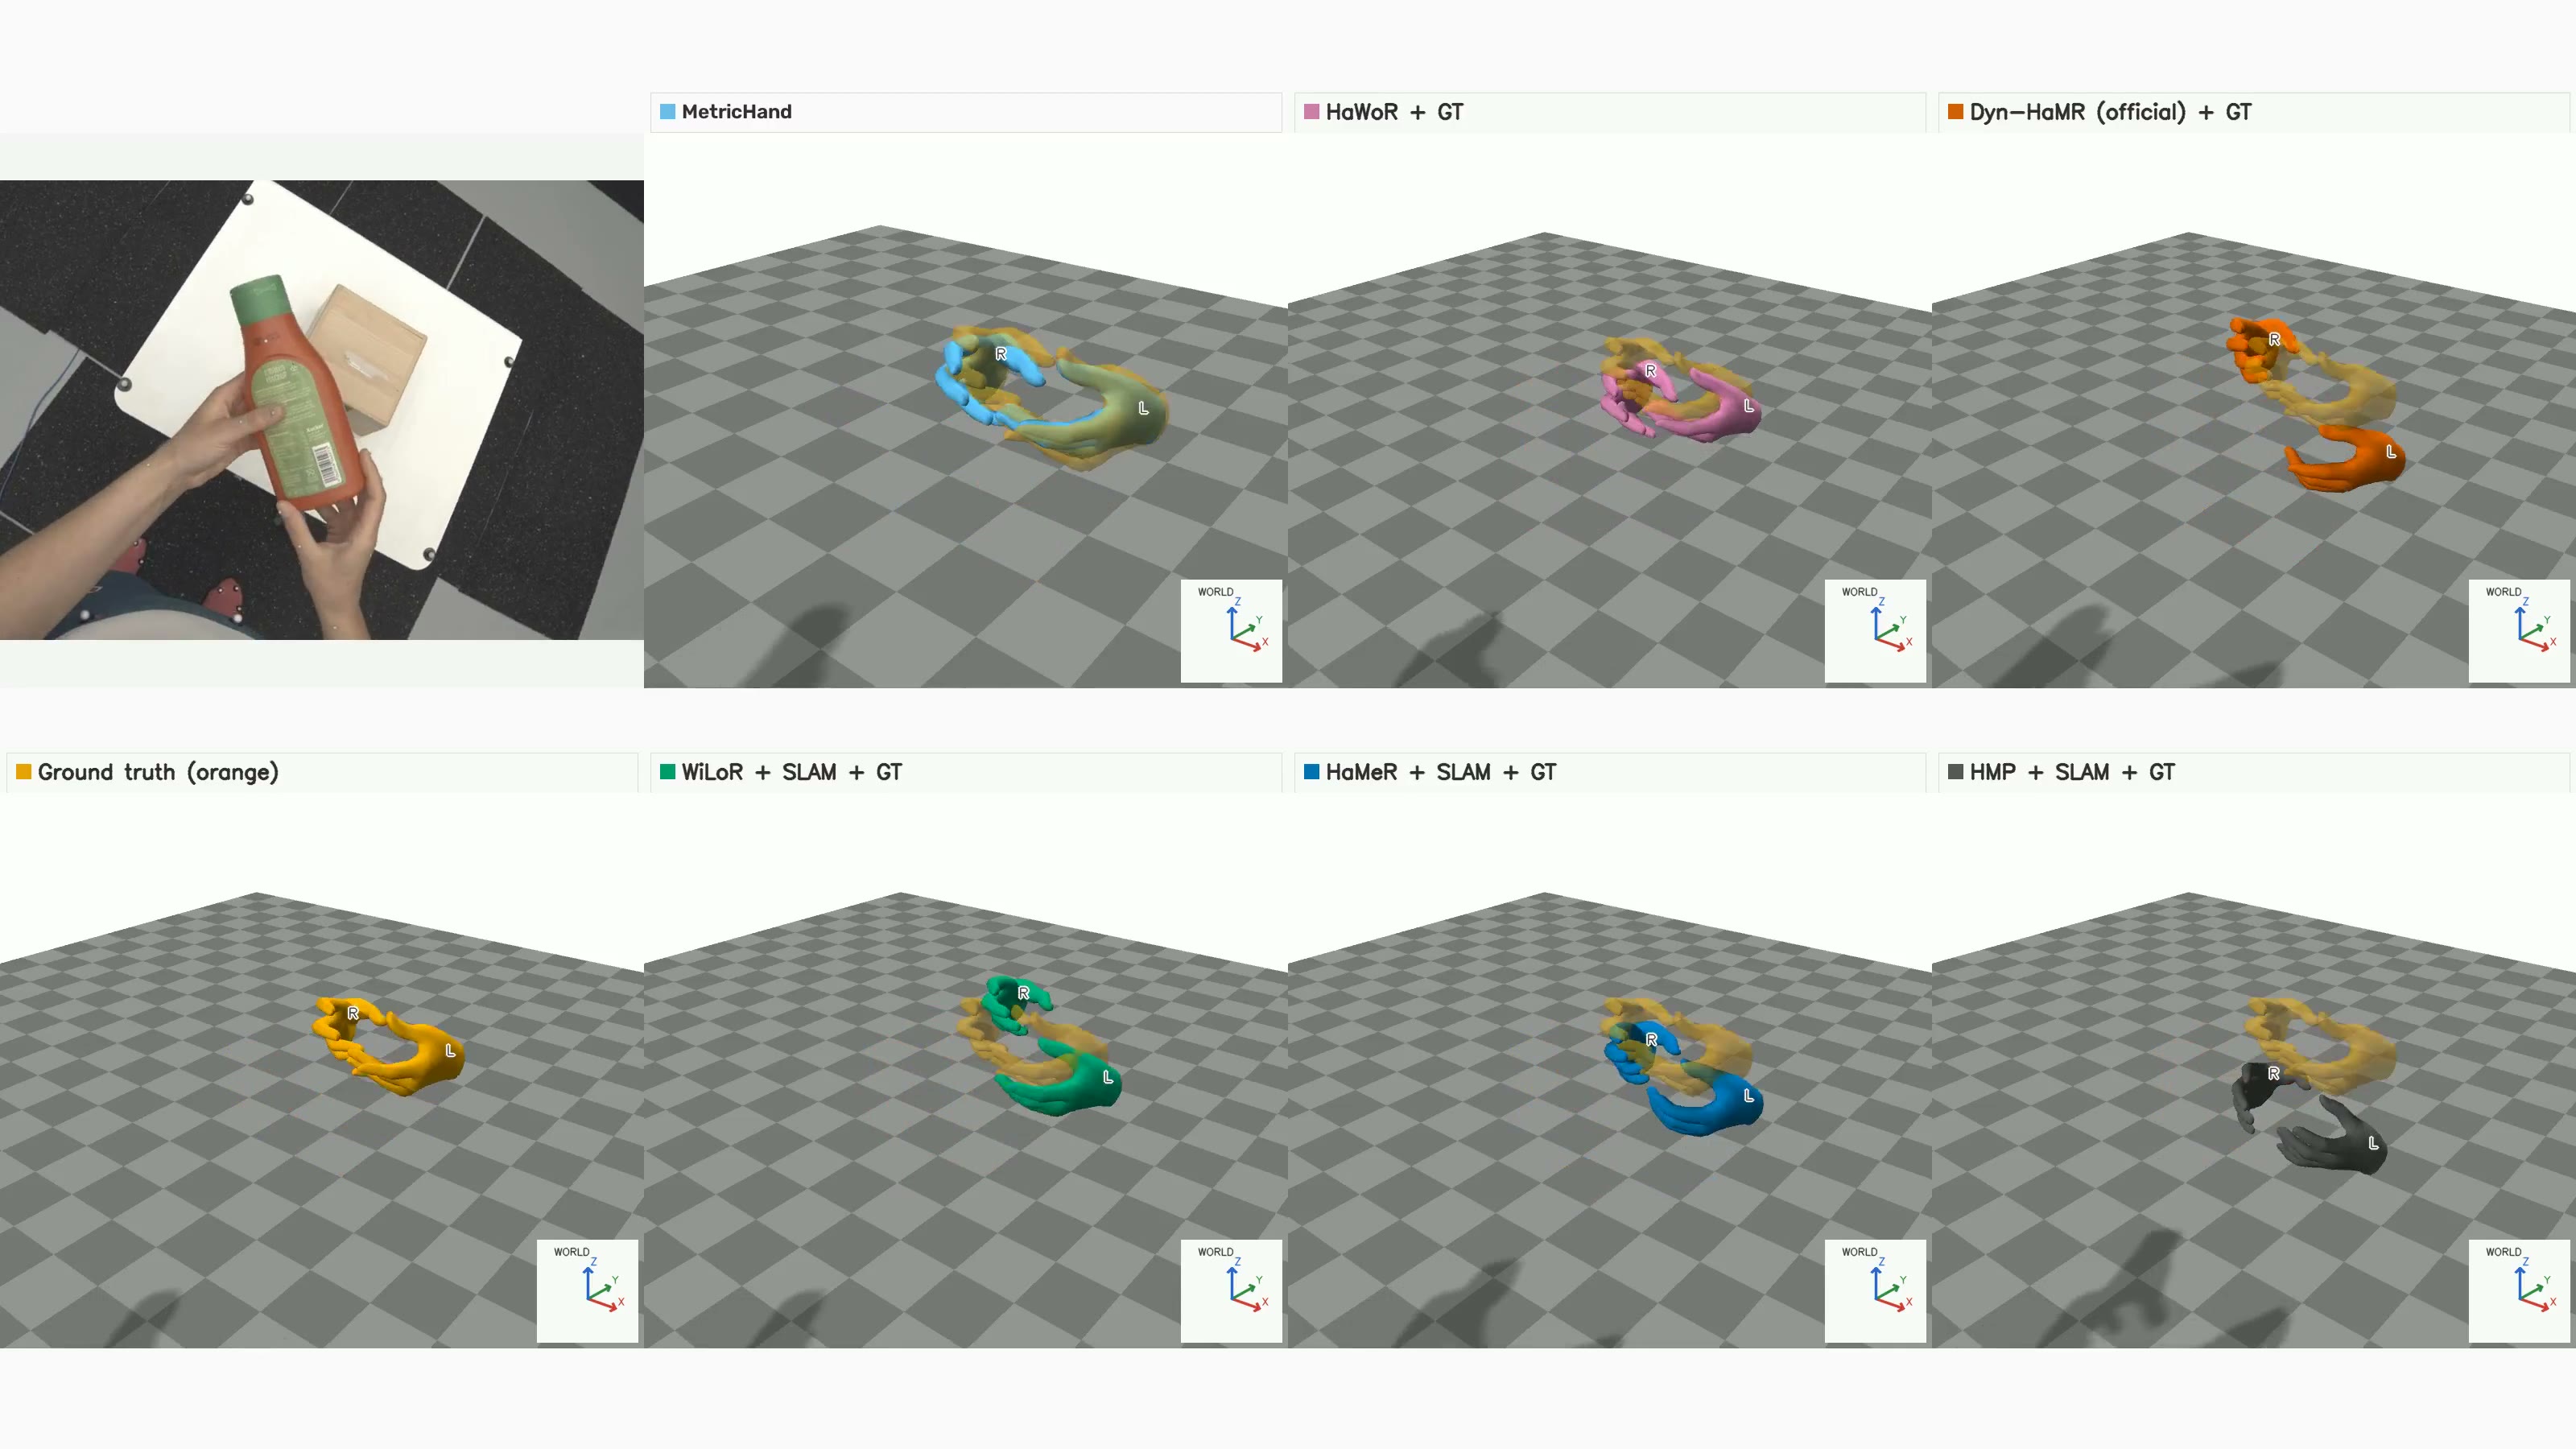 MetricHand
HaWoR + GT
Dyn-HaMR (official) + GT
R
L
R
L
R
L
WORLD
Z
Y
X
WORLD
Z
Y
X
WORLD
Z
Y
X
Ground truth (orange)
WiLoR + SLAM + GT
HaMeR + SLAM + GT
HMP + SLAM + GT
R
L
R
L
R
L
R
L
WORLD
Z
Y
X
WORLD
Z
Y
X
WORLD
Z
Y
X
WORLD
Z
Y
X